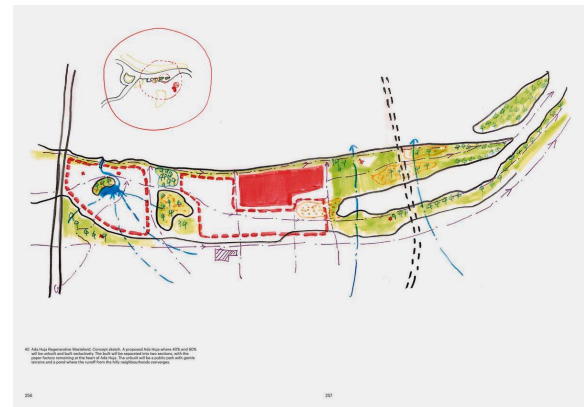 40 Ada Huja Regenerative Wasteland. Concept sketch. A proposed Ada Huja where 40% and 60%
will be unbuilt and built exclusively. The built will be separated into two sections, with the
paper factory remaining at the heart of Ada Huja. The unbuilt will be a public park with gentle
terrains and a pond where the runoff from the hilly neighbourhoods converges.
256
257